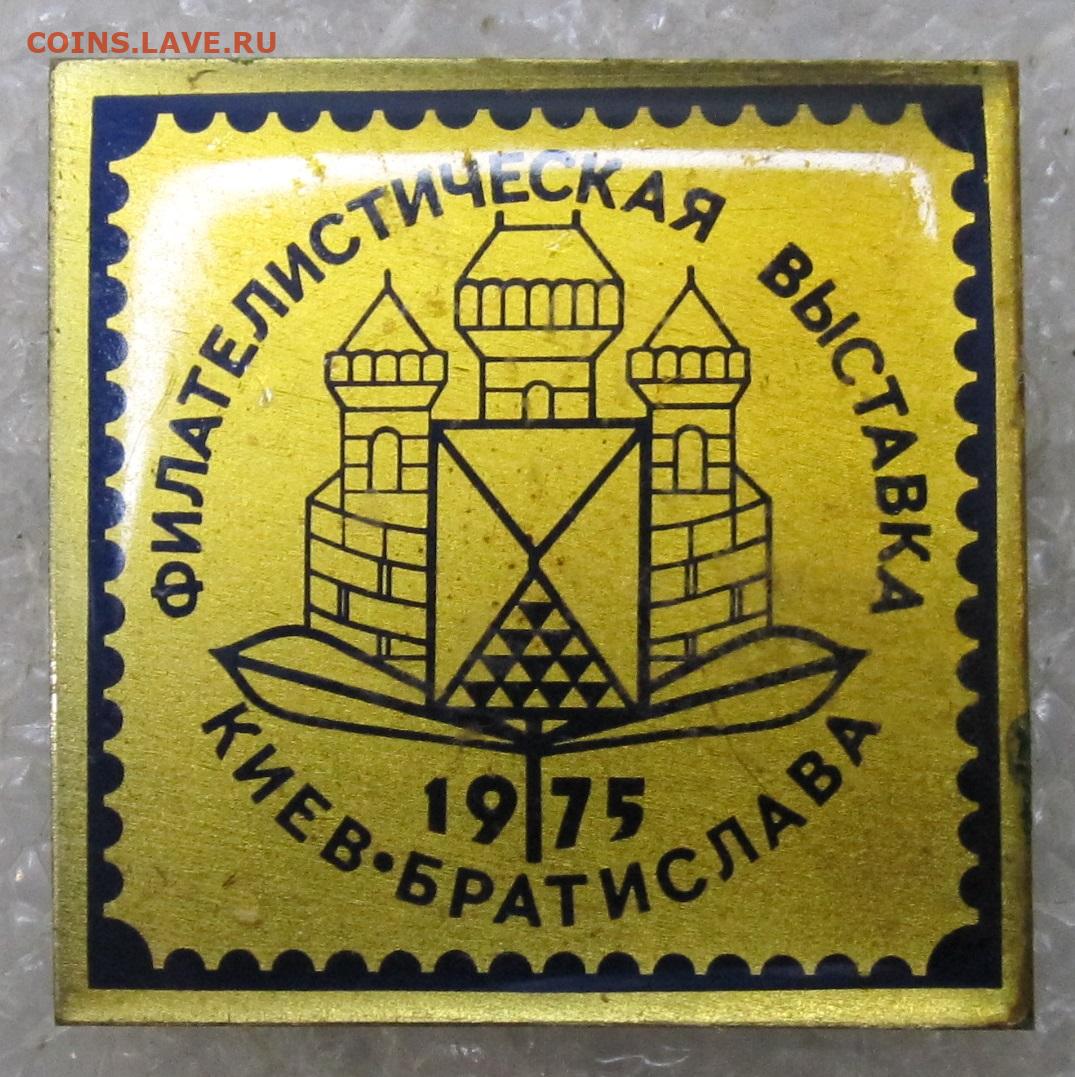 COINS.LAVE.RU
ФИЛАТЕЛИСТИЧЕСКАЯ ВЫСТАВКА
1975
КИЕВ•БРАТИСЛАВА